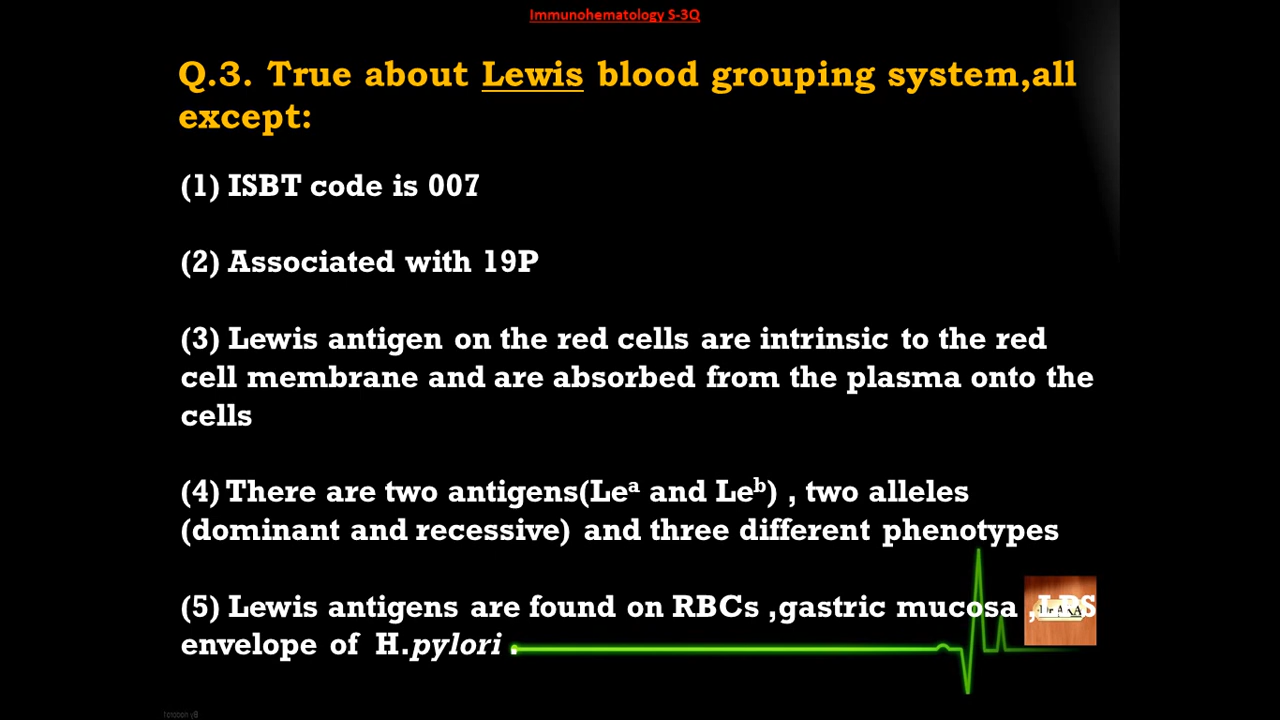 Immunohematology S-3Q
Q.3. True about Lewis blood grouping system,all
except:
(1) ISBT code is 007
(2) Associated with 19P
(3) Lewis antigen on the red cells are intrinsic to the red
cell membrane and are absorbed from the plasma onto the
cells
(4) There are two antigens(Leᵃ and Leᵇ) , two alleles
(dominant and recessive) and three different phenotypes
(5) Lewis antigens are found on RBCs ,gastric mucosa ,LPS
envelope of H.pylori .